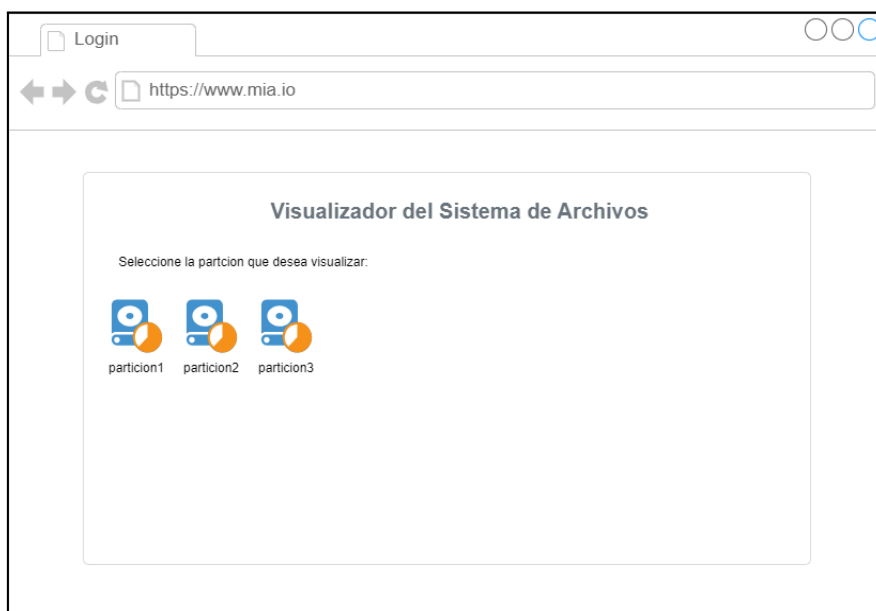 Login
https://www.mia.io
Visualizador del Sistema de Archivos
Seleccione la partcion que desea visualizar:
particion1 particion2 particion3